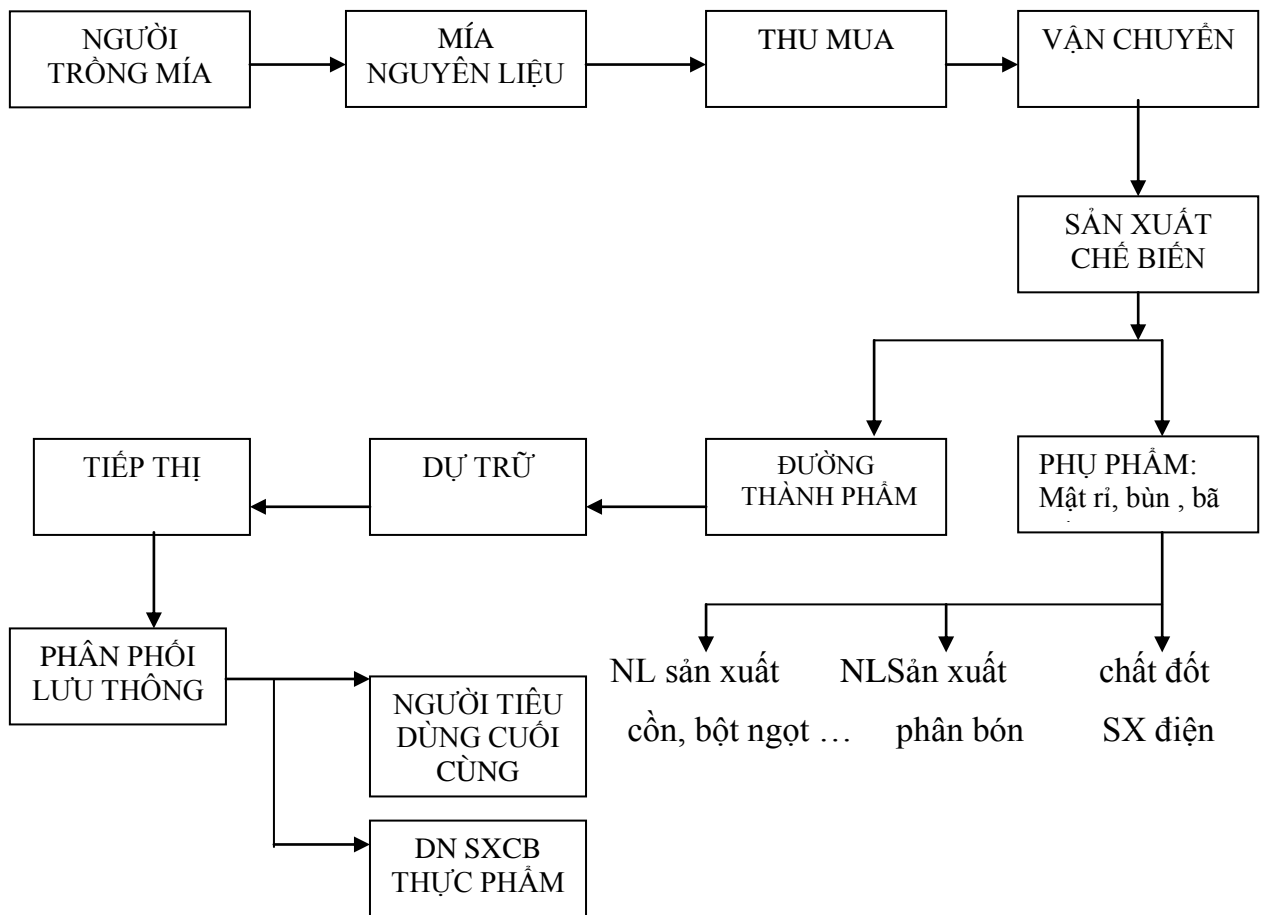 NGƯỜI
TRỒNG MÍA
MÍA
NGUYÊN LIỆU
THU MUA
VẬN CHUYỂN
SẢN XUẤT
CHẾ BIẾN
TIẾP THỊ
DỰ TRỮ
ĐƯỜNG
THÀNH PHẨM
PHỤ PHẨM:
Mật rỉ, bùn , bã
PHÂN PHỐI
LƯU THÔNG
NGƯỜI TIÊU
DÙNG CUỐI
CÙNG
DN SXCB
THỰC PHẨM
NL sản xuất
cồn, bột ngọt …
NLSản xuất
phân bón
chất đốt
SX điện